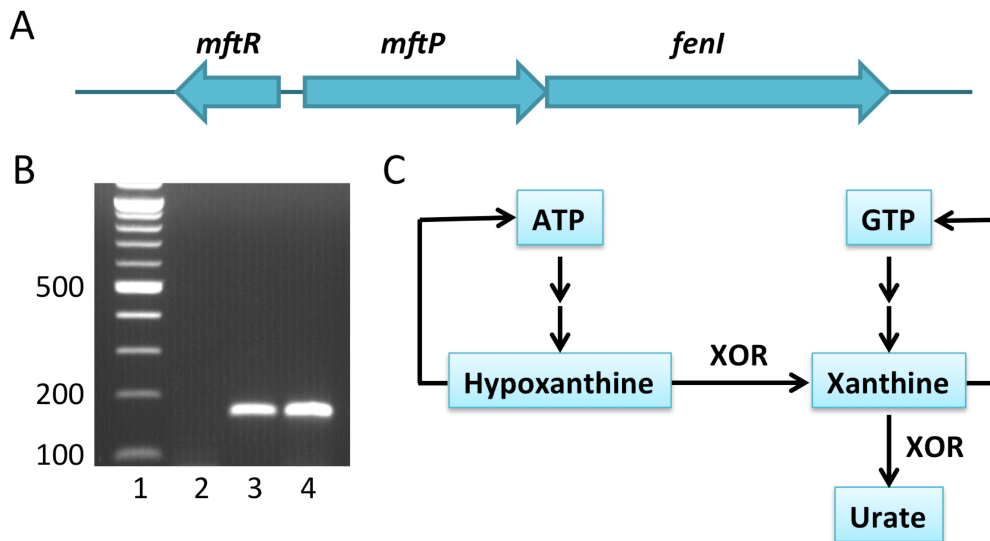 A
mftR mftP fenI
B
500
200
100
1 2 3 4
C
ATP GTP
XOR
Hypoxanthine Xanthine
XOR
Urate